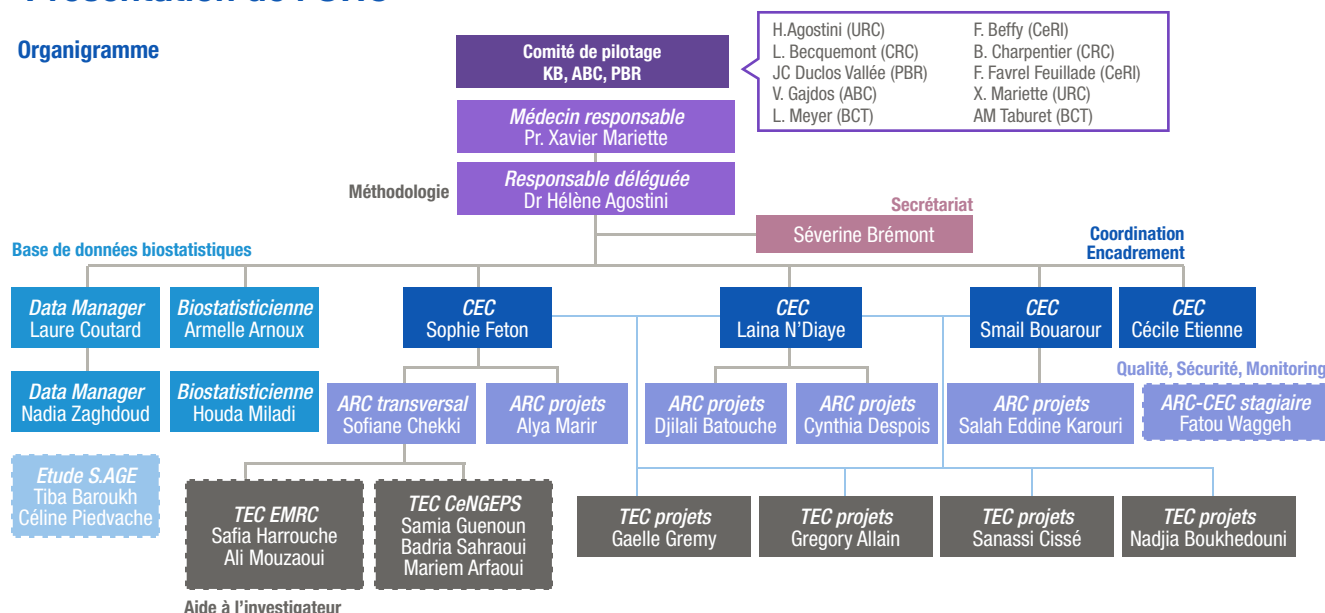 Présentation de l'URC
Organigramme
Comité de pilotage
KB, ABC, PBR
H.Agostini (URC)
L. Becquemont (CRC)
JC Duclos Vallée (PBR)
V. Gajdos (ABC)
L. Meyer (BCT)
F. Beffy (CeRI)
B. Charpentier (CRC)
F. Favrel Feuillade (CeRI)
X. Mariette (URC)
AM Taburet (BCT)
Médecin responsable
Pr. Xavier Mariette
Méthodologie
Responsable déléguée
Dr Hélène Agostini
Secrétariat
Séverine Brémont
Base de données biostatistiques
Coordination
Encadrement
Data Manager
Laure Coutard
Biostatisticienne
Armelle Arnoux
CEC
Sophie Feton
CEC
Laina N'Diaye
CEC
Smail Bouarour
CEC
Cécile Etienne
Qualité, Sécurité, Monitoring
Data Manager
Nadia Zaghdoud
Biostatisticienne
Houda Miladi
ARC transversal
Sofiane Chekki
ARC projets
Alya Marir
ARC projets
Djilali Batouche
ARC projets
Cynthia Despois
ARC projets
Salah Eddine Karouri
ARC-CEC stagiaire
Fatou Waggeh
Etude S.AGE
Tiba Baroukh
Céline Piedvache
TEC EMRC
Safia Harrouche
Ali Mouzaoui
TEC CeNGEPS
Samia Guenoun
Badria Sahraoui
Mariem Arfaoui
TEC projets
Gaelle Gremy
TEC projets
Gregory Allain
TEC projets
Sanassi Cissé
TEC projets
Nadjia Boukhedouni
Aide à l'investigateur